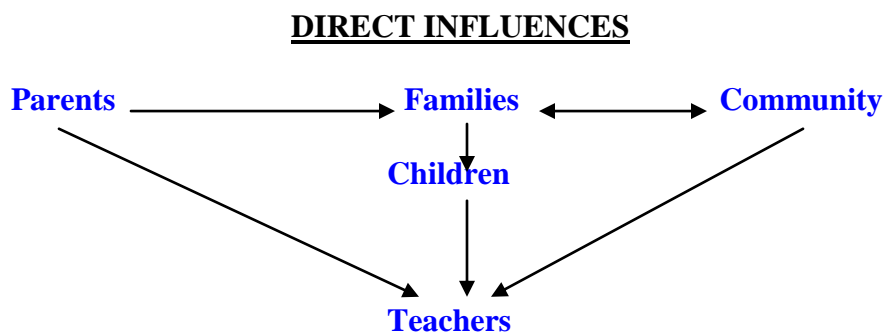 DIRECT INFLUENCES
Parents Families Community
Children
Teachers